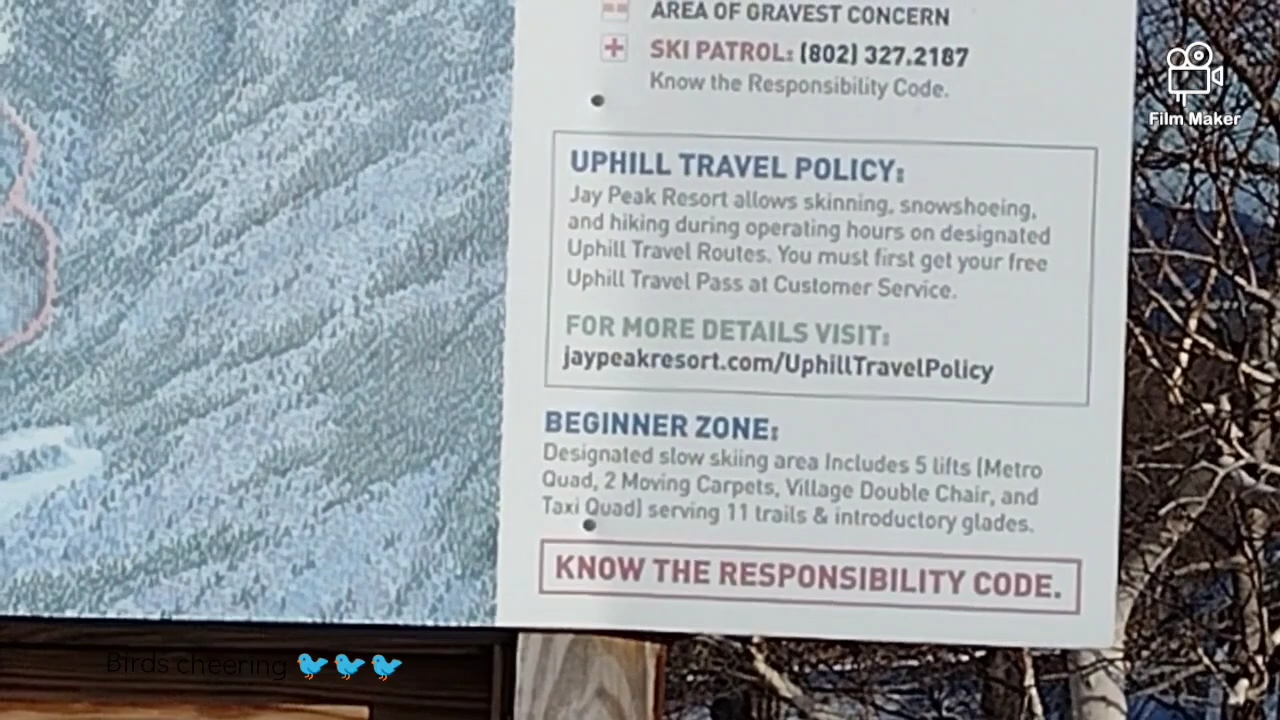 AREA OF GRAVEST CONCERN
SKI PATROL: (802) 327.2187
Know the Responsibility Code.
Film Maker
UPHILL TRAVEL POLICY:
Jay Peak Resort allows skinning, snowshoeing,
and hiking during operating hours on designated
Uphill Travel Routes. You must first get your free
Uphill Travel Pass at Customer Service.
FOR MORE DETAILS VISIT:
jaypeakresort.com/UphillTravelPolicy
BEGINNER ZONE:
Designated slow skiing area Includes 5 lifts (Metro
Quad, 2 Moving Carpets, Village Double Chair, and
Taxi Quad) serving 11 trails & introductory glades.
KNOW THE RESPONSIBILITY CODE.
Birds cheering 🐦🐦🐦